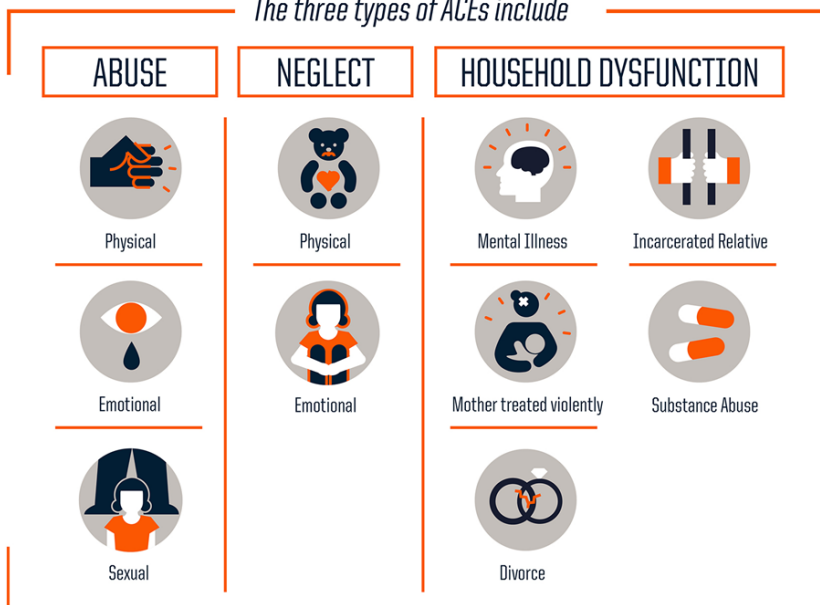 The three types of ACEs include
ABUSE
NEGLECT
HOUSEHOLD DYSFUNCTION
Physical
Physical
Mental Illness
Incarcerated Relative
Emotional
Emotional
Mother treated violently
Substance Abuse
Sexual
Divorce